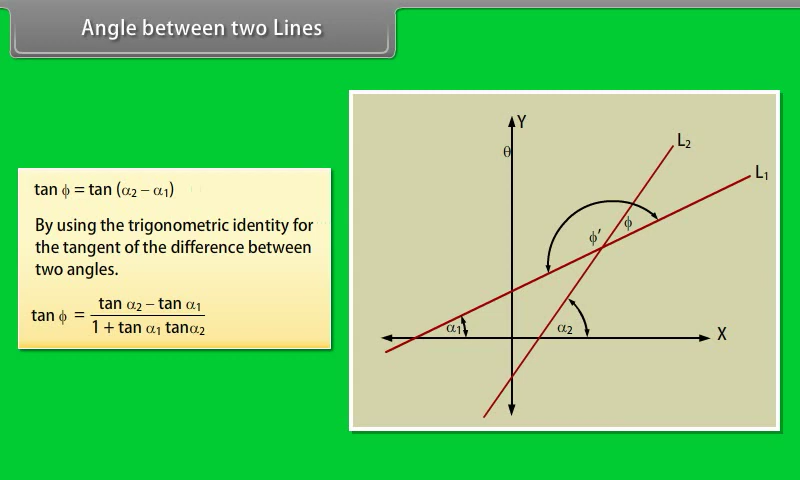 Angle between two Lines
tan ϕ = tan (α₂ – α₁)
By using the trigonometric identity for
the tangent of the difference between
two angles.
tan ϕ = tan α₂ – tan α₁
1 + tan α₁ tanα₂
Y
θ
L₂
L₁
ϕ
ϕ′
α₁
α₂
X